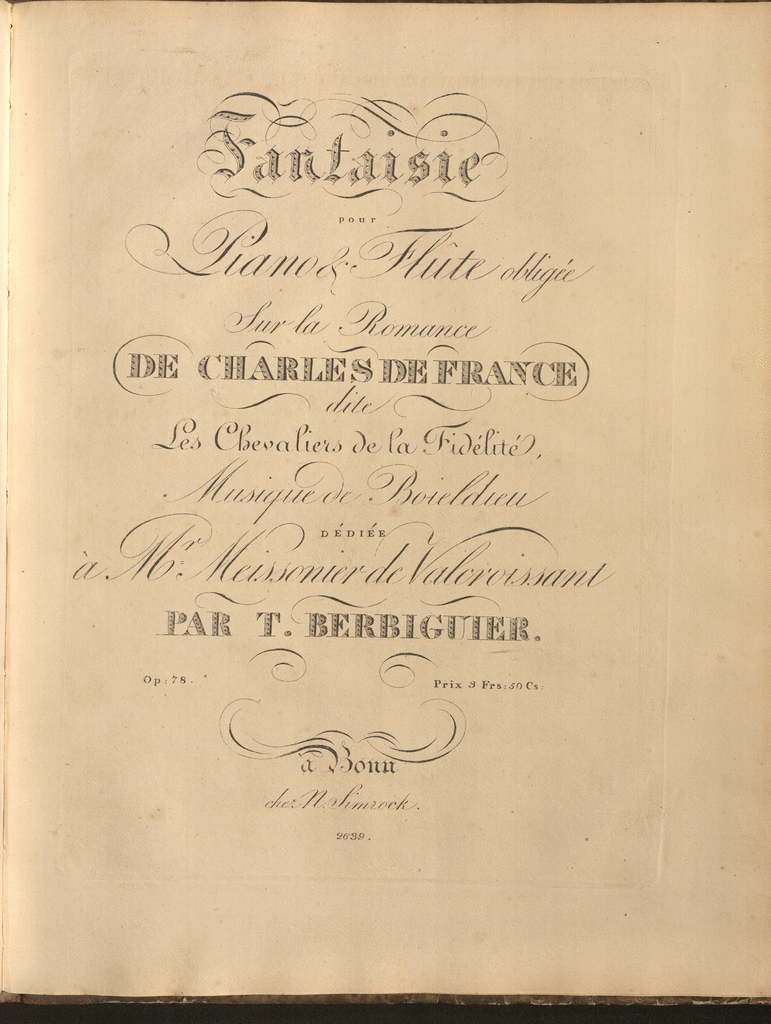 Fantaisie
pour
Piano & Flûte obligée
Sur la Romance
DE CHARLES DE FRANCE
dite
Les Chevaliers de la Fidélité,
Musique de Boieldieu
DÉDIÉE
à Mr. Meissonier de Valcroissant
PAR T. BERBIGUIER.
Op: 78. Prix 3 Frs: 50 Cs:
à Bonn
chez N. Simrock.
2639.